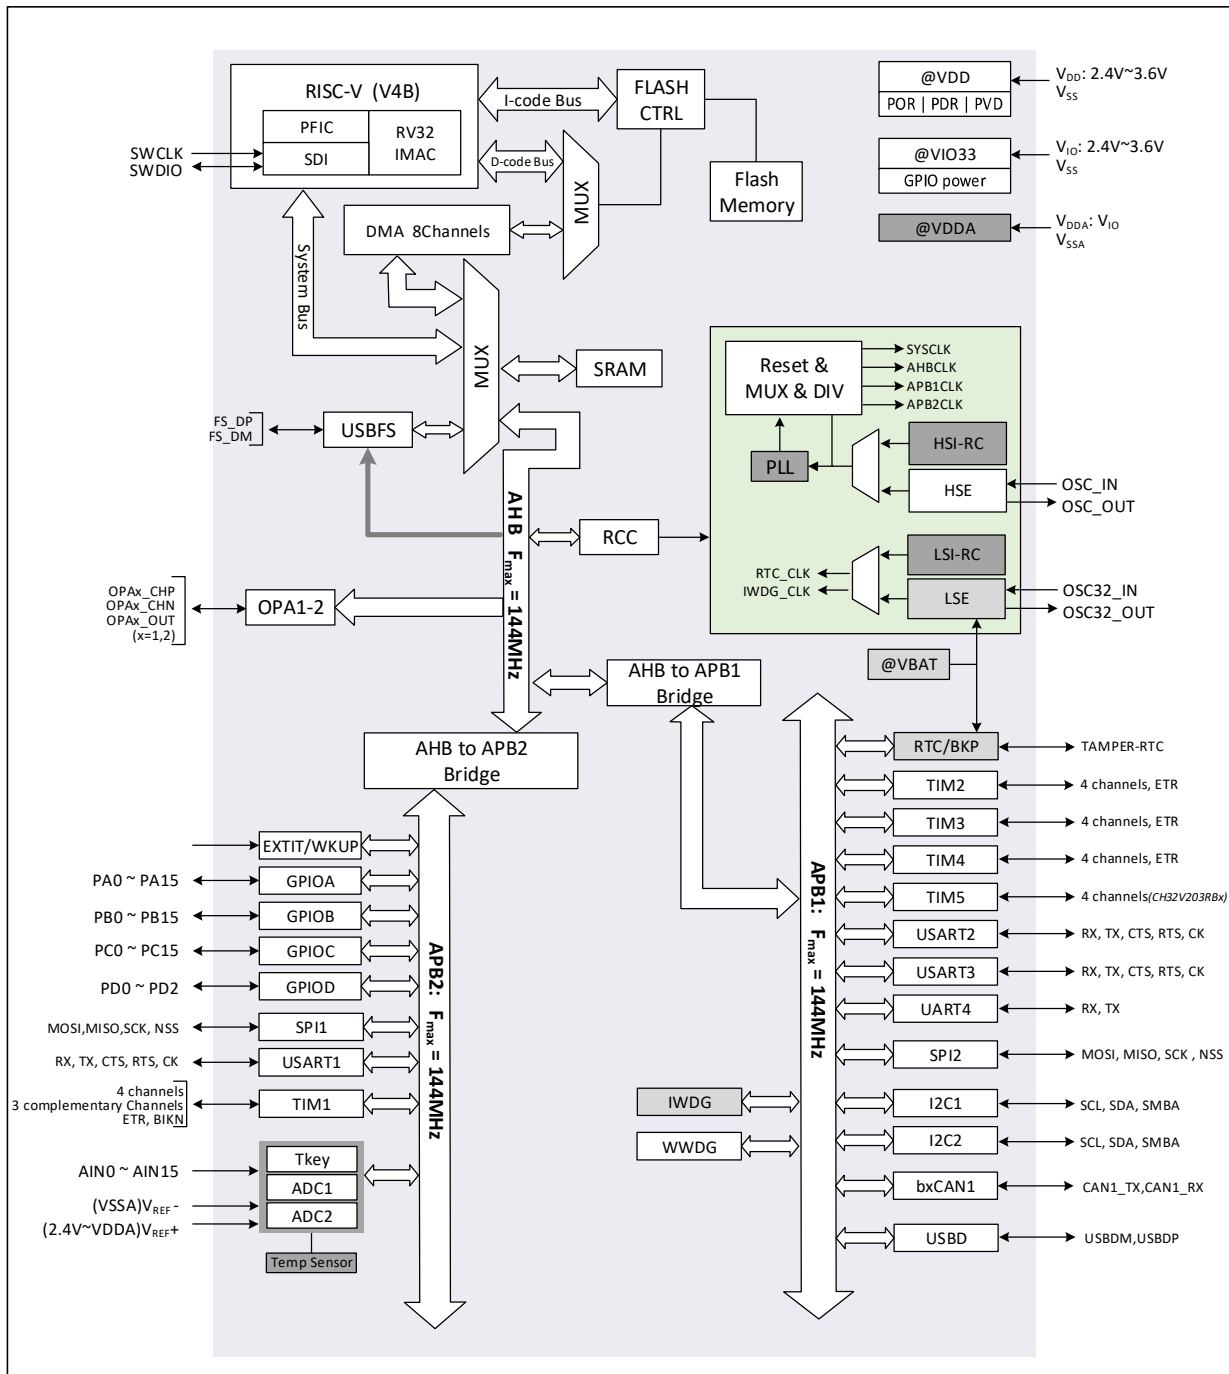 RISC-V (V4B)
PFIC
SDI
RV32
IMAC
SWCLK
SWDIO
I-code Bus
D-code Bus
FLASH
CTRL
Flash
Memory
MUX
DMA 8Channels
System Bus
MUX
SRAM
@VDD
POR | PDR | PVD
VDD: 2.4V~3.6V
VSS
@VIO33
GPIO power
VIO: 2.4V~3.6V
VSS
@VDDA
VDDA: VIO
VSSA
Reset &
MUX & DIV
SYSCLK
AHBCLK
APB1CLK
APB2CLK
PLL
HSI-RC
HSE
OSC_IN
OSC_OUT
LSI-RC
LSE
RTC_CLK
IWDG_CLK
OSC32_IN
OSC32_OUT
@VBAT
FS_DP
FS_DM
USBFS
RCC
AHB Fmax = 144MHz
OPAx_CHP
OPAx_CHN
OPAx_OUT
(x=1,2)
OPA1-2
AHB to APB1
Bridge
AHB to APB2
Bridge
EXTIT/WKUP
PA0 ~ PA15
GPIOA
PB0 ~ PB15
GPIOB
PC0 ~ PC15
GPIOC
PD0 ~ PD2
GPIOD
MOSI,MISO,SCK, NSS
SPI1
RX, TX, CTS, RTS, CK
USART1
4 channels
3 complementary Channels
ETR, BIKN
TIM1
AIN0 ~ AIN15
(VSSA)VREF -
(2.4V~VDDA)VREF+
Tkey
ADC1
ADC2
Temp Sensor
APB2: Fmax = 144MHz
IWDG
WWDG
APB1: Fmax = 144MHz
RTC/BKP
TAMPER-RTC
TIM2
4 channels, ETR
TIM3
4 channels, ETR
TIM4
4 channels, ETR
TIM5
4 channels(CH32V203RBx)
USART2
RX, TX, CTS, RTS, CK
USART3
RX, TX, CTS, RTS, CK
UART4
RX, TX
SPI2
MOSI, MISO, SCK , NSS
I2C1
SCL, SDA, SMBA
I2C2
SCL, SDA, SMBA
bxCAN1
CAN1_TX,CAN1_RX
USBD
USBDM,USBDP